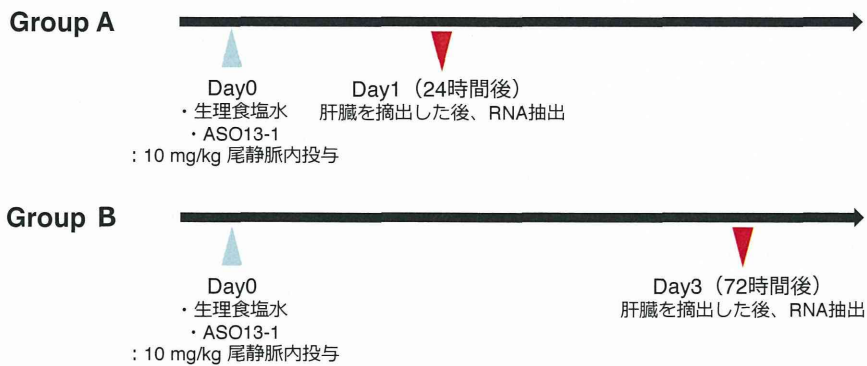 Group A
Day0
・生理食塩水
・ASO13-1
: 10 mg/kg 尾静脈内投与
Day1（24時間後）
肝臓を摘出した後、RNA抽出
Group B
Day0
・生理食塩水
・ASO13-1
: 10 mg/kg 尾静脈内投与
Day3（72時間後）
肝臓を摘出した後、RNA抽出